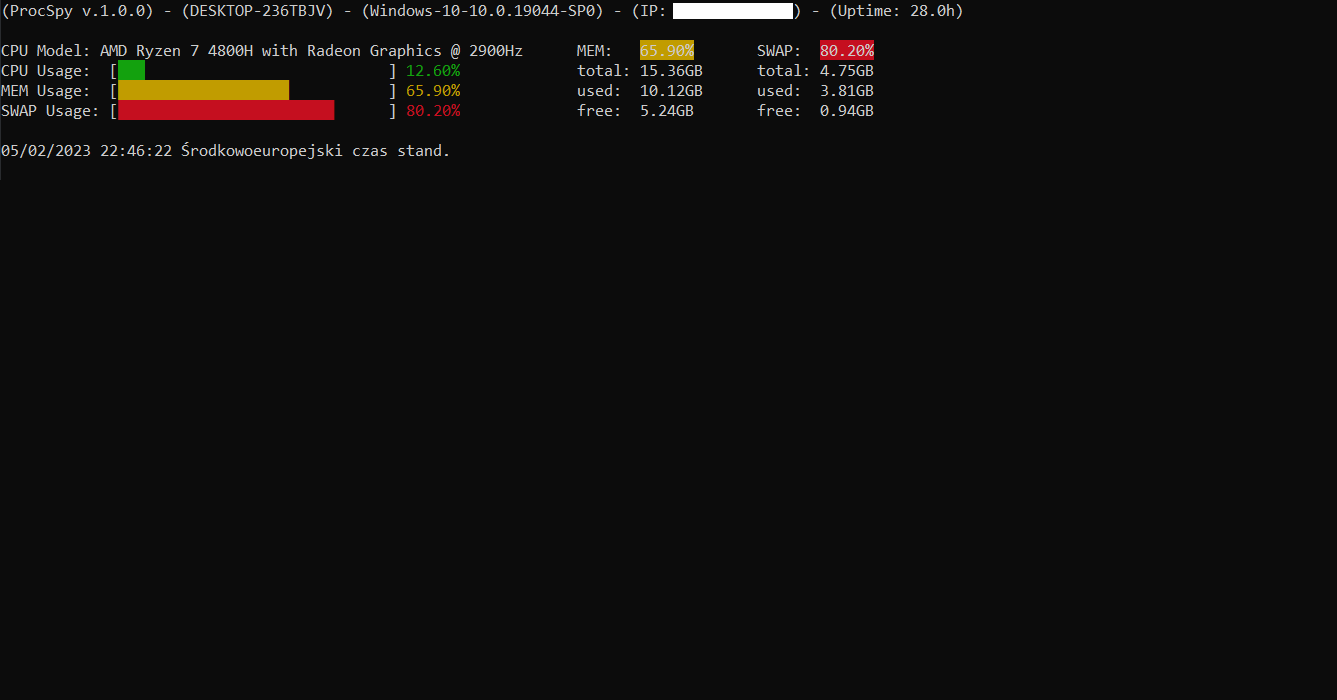 (ProcSpy v.1.0.0) - (DESKTOP-236TBJV) - (Windows-10-10.0.19044-SP0) - (IP: ) - (Uptime: 28.0h)
CPU Model: AMD Ryzen 7 4800H with Radeon Graphics @ 2900Hz MEM: 65.90% SWAP: 80.20%
CPU Usage: [ ] 12.60% total: 15.36GB total: 4.75GB
MEM Usage: [ ] 65.90% used: 10.12GB used: 3.81GB
SWAP Usage: [ ] 80.20% free: 5.24GB free: 0.94GB
05/02/2023 22:46:22 Środkowoeuropejski czas stand.